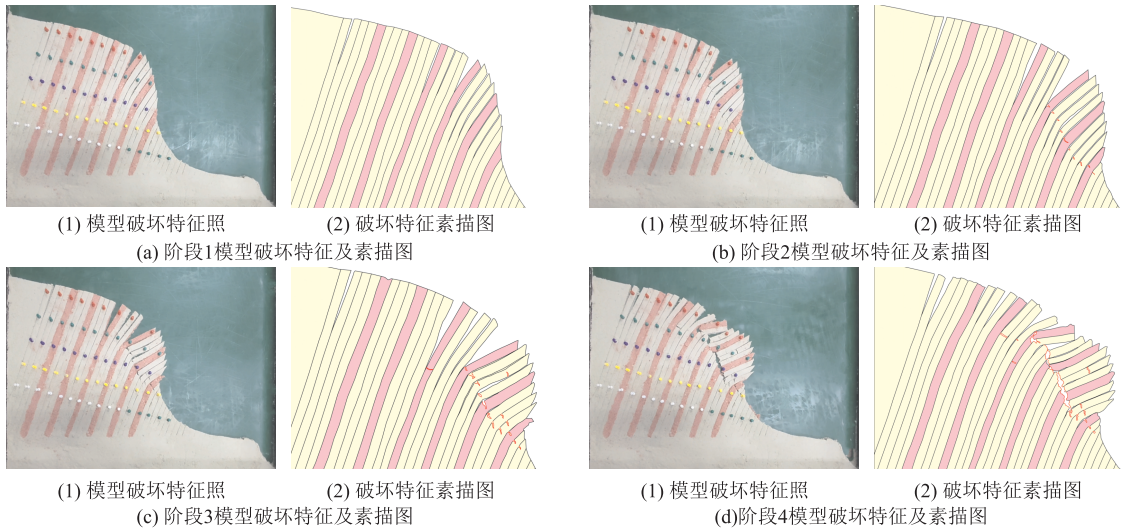 (1) 模型破坏特征照
(2) 破坏特征素描图
(a) 阶段1模型破坏特征及素描图
(1) 模型破坏特征照
(2) 破坏特征素描图
(b) 阶段2模型破坏特征及素描图
(1) 模型破坏特征照
(2) 破坏特征素描图
(c) 阶段3模型破坏特征及素描图
(1) 模型破坏特征照
(2) 破坏特征素描图
(d)阶段4模型破坏特征及素描图